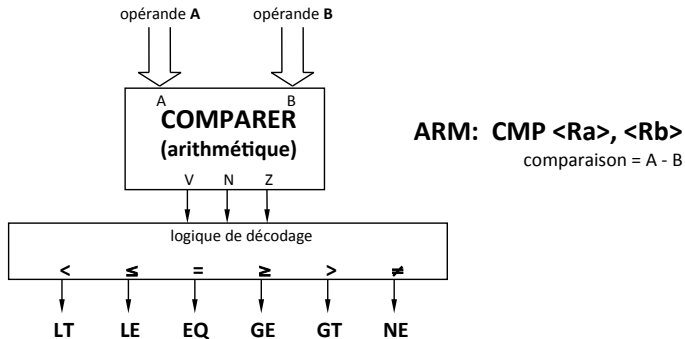 opérande A opérande B
A B
COMPARER
(arithmétique)
V N Z
ARM: CMP <Ra>, <Rb>
comparaison = A - B
logique de décodage
< ≤ = ≥ > ≠
LT LE EQ GE GT NE